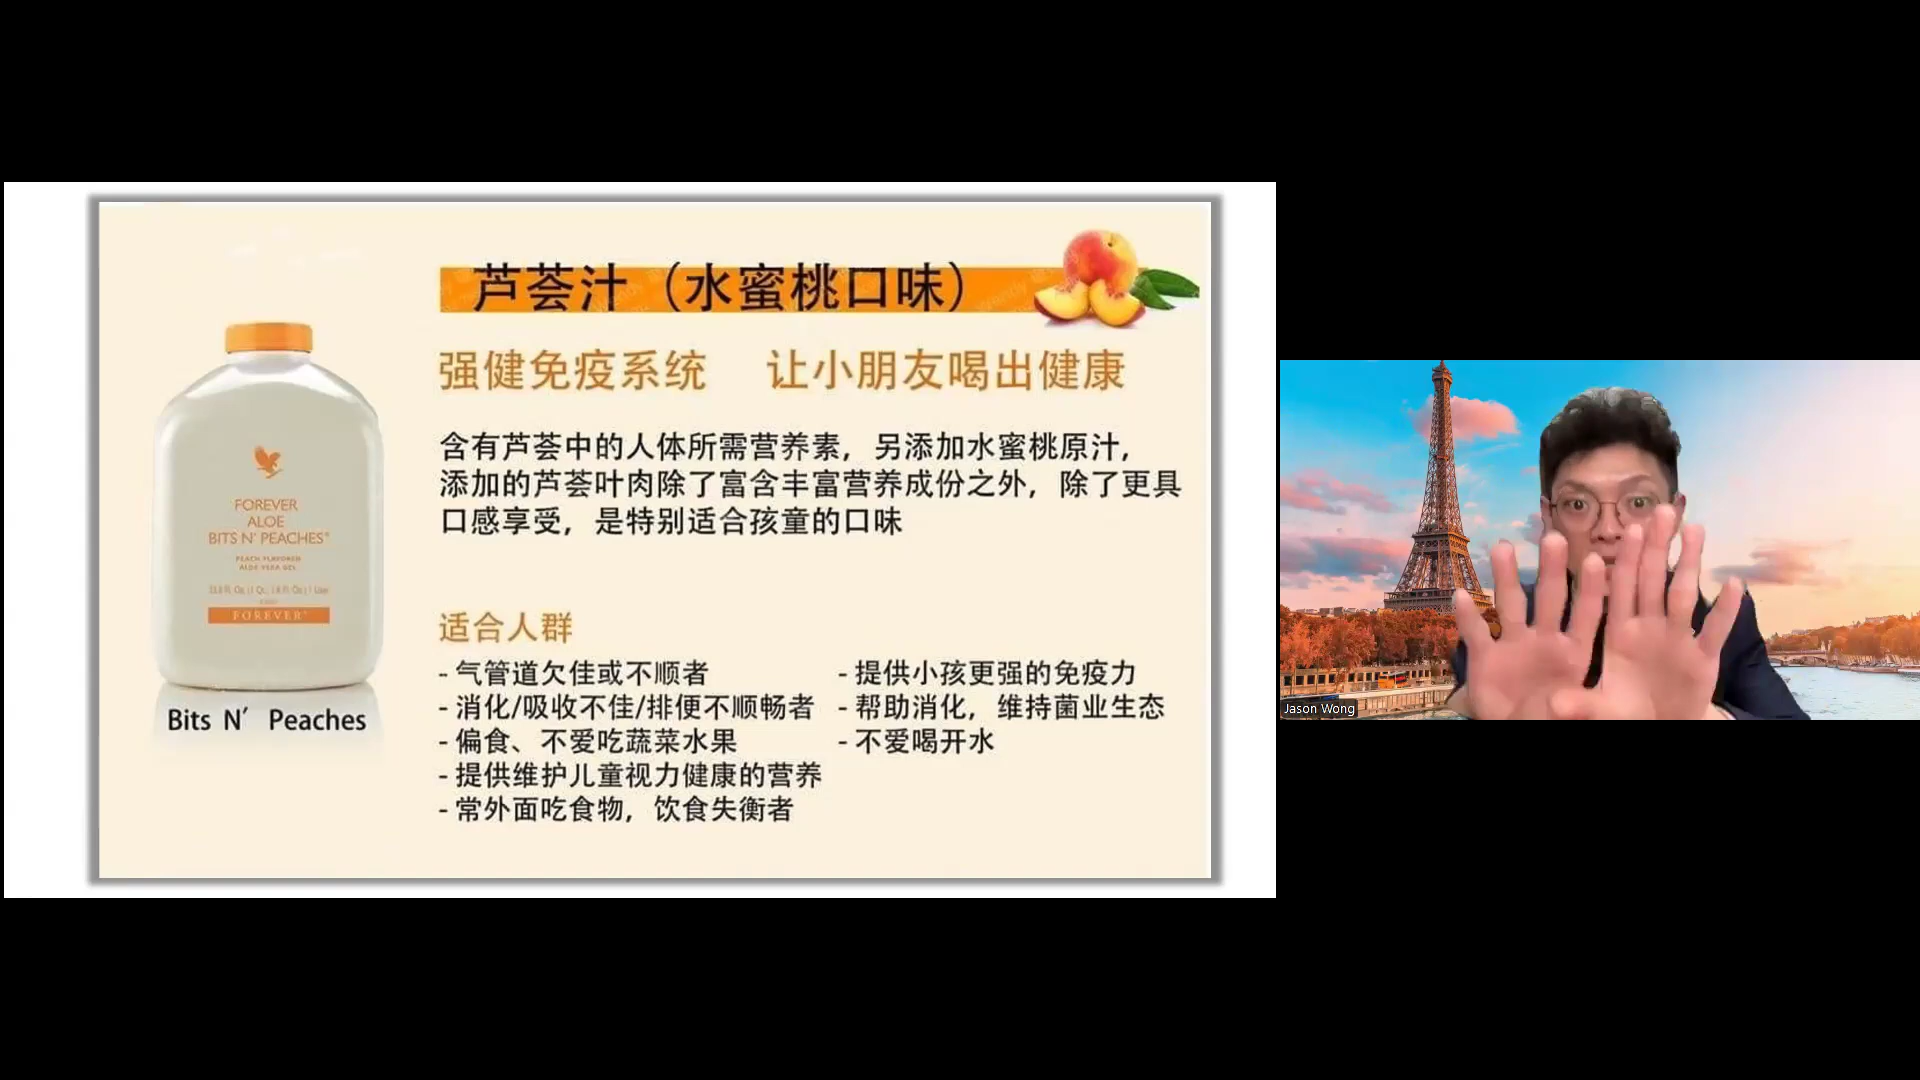 芦荟汁（水蜜桃口味）
强健免疫系统 让小朋友喝出健康
含有芦荟中的人体所需营养素，另添加水蜜桃原汁，
添加的芦荟叶肉除了富含丰富营养成份之外，除了更具
口感享受，是特别适合孩童的口味
适合人群
- 气管道欠佳或不顺者
- 消化/吸收不佳/排便不顺畅者
- 偏食、不爱吃蔬菜水果
- 提供维护儿童视力健康的营养
- 常外面吃食物，饮食失衡者
- 提供小孩更强的免疫力
- 帮助消化，维持菌业生态
- 不爱喝开水
FOREVER
ALOE
BITS N' PEACHES®
PEACH FLAVORED
ALOE VERA GEL
FOREVER®
Bits N′ Peaches
Jason Wong